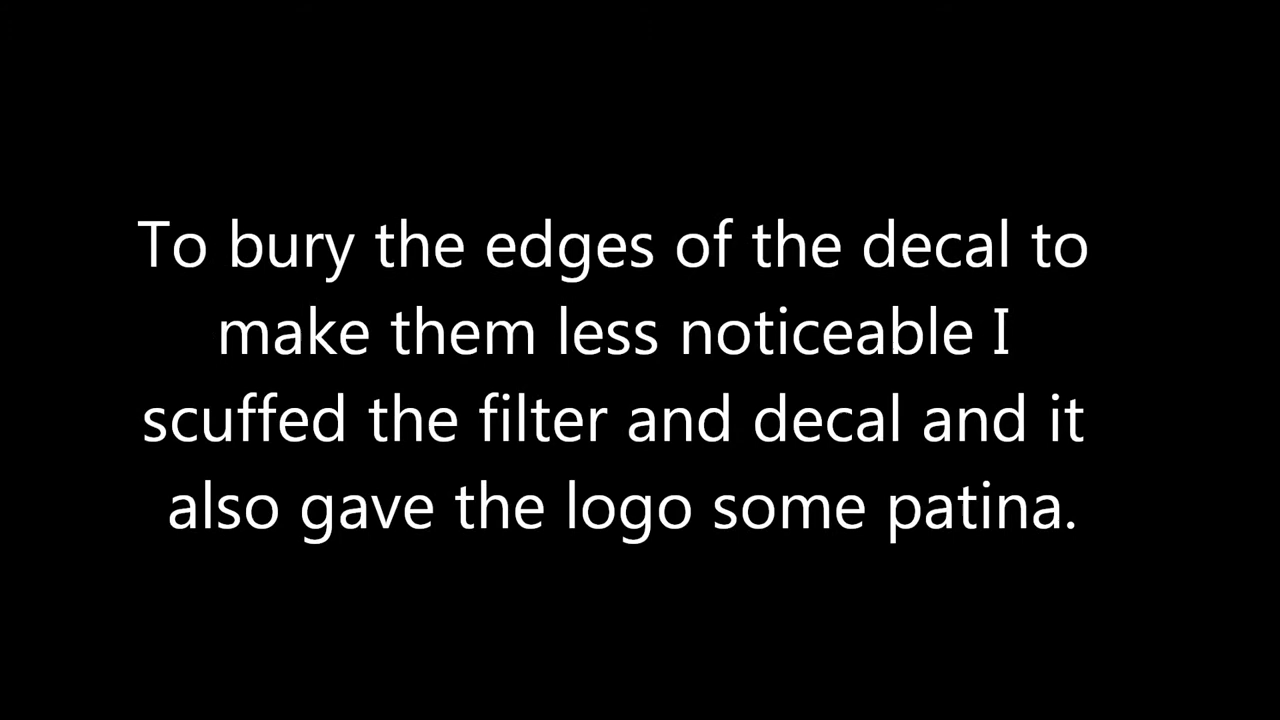 To bury the edges of the decal to
make them less noticeable I
scuffed the filter and decal and it
also gave the logo some patina.